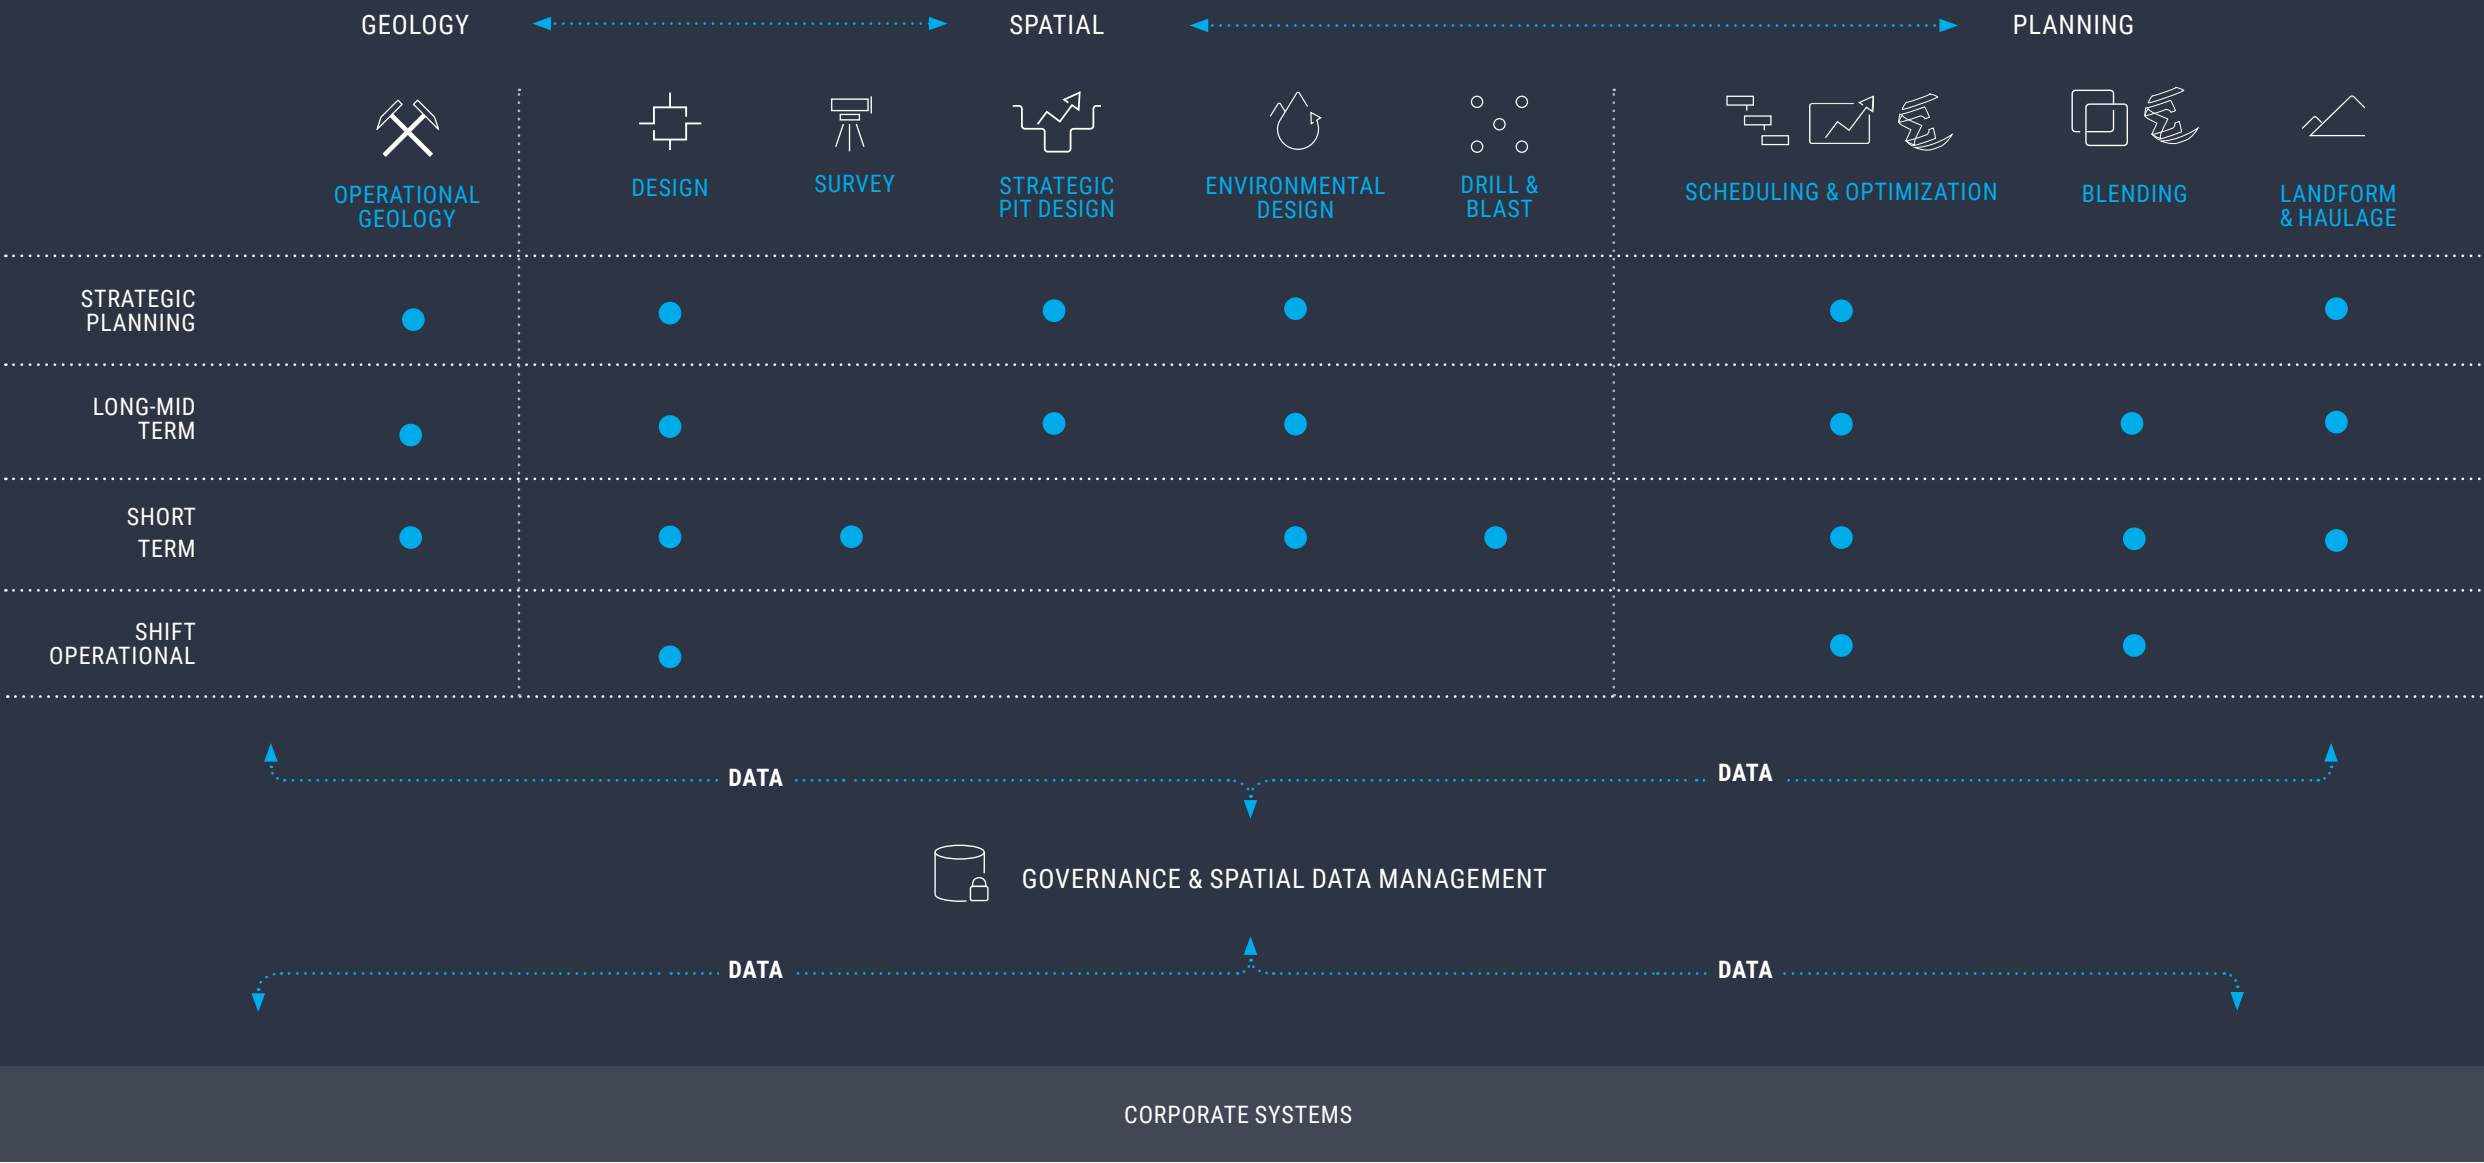 GEOLOGY
SPATIAL
PLANNING
OPERATIONAL
GEOLOGY
DESIGN
SURVEY
STRATEGIC
PIT DESIGN
ENVIRONMENTAL
DESIGN
DRILL &
BLAST
SCHEDULING & OPTIMIZATION
BLENDING
LANDFORM
& HAULAGE
STRATEGIC
PLANNING
LONG-MID
TERM
SHORT
TERM
SHIFT
OPERATIONAL
DATA
DATA
GOVERNANCE & SPATIAL DATA MANAGEMENT
DATA
DATA
CORPORATE SYSTEMS